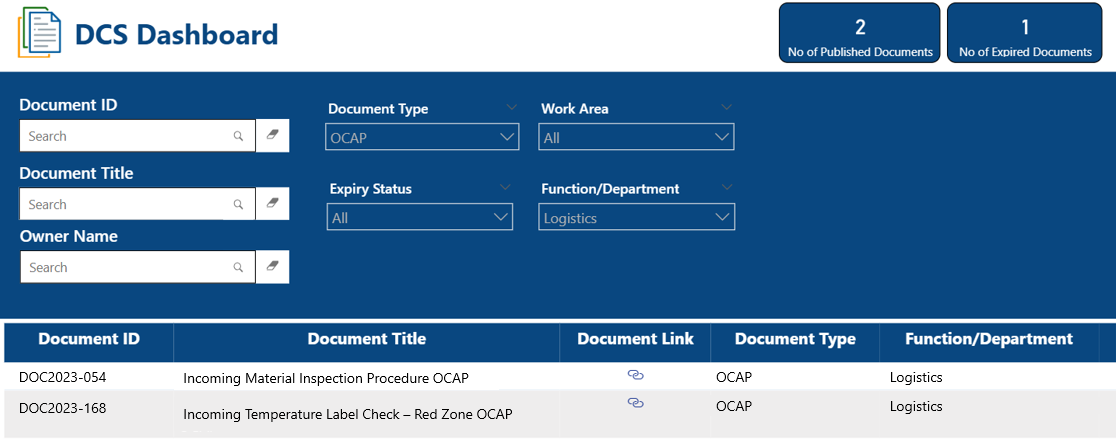 DCS Dashboard
2
No of Published Documents
1
No of Expired Documents
Document ID
Search
Document Title
Search
Owner Name
Search
Document Type
OCAP
Work Area
All
Expiry Status
All
Function/Department
Logistics
Document ID Document Title Document Link Document Type Function/Department
DOC2023-054 Incoming Material Inspection Procedure OCAP OCAP Logistics
DOC2023-168 Incoming Temperature Label Check – Red Zone OCAP OCAP Logistics